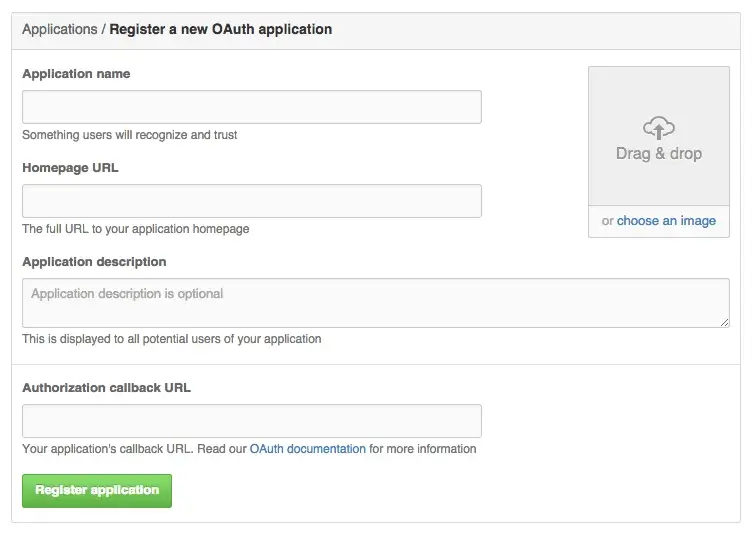 Applications / Register a new OAuth application
Application name
Something users will recognize and trust
Drag & drop
or choose an image
Homepage URL
The full URL to your application homepage
Application description
Application description is optional
This is displayed to all potential users of your application
Authorization callback URL
Your application's callback URL. Read our OAuth documentation for more information
Register application